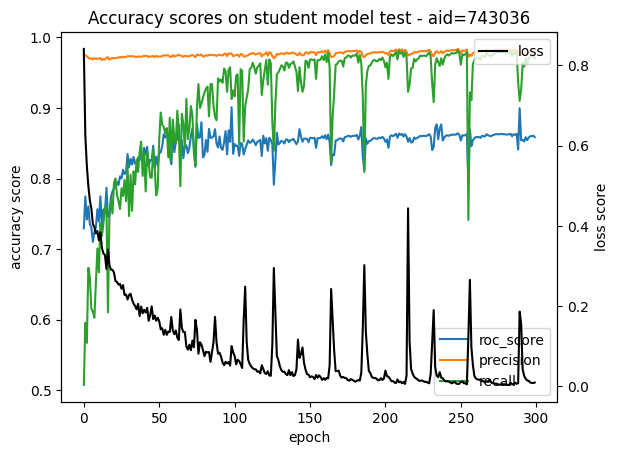 Accuracy scores on student model test - aid=743036
accuracy score
1.0
0.9
0.8
0.7
0.6
0.5
0
50
100
150
200
250
300
epoch
loss score
0.8
0.6
0.4
0.2
0.0
loss
roc_score
precision
recall